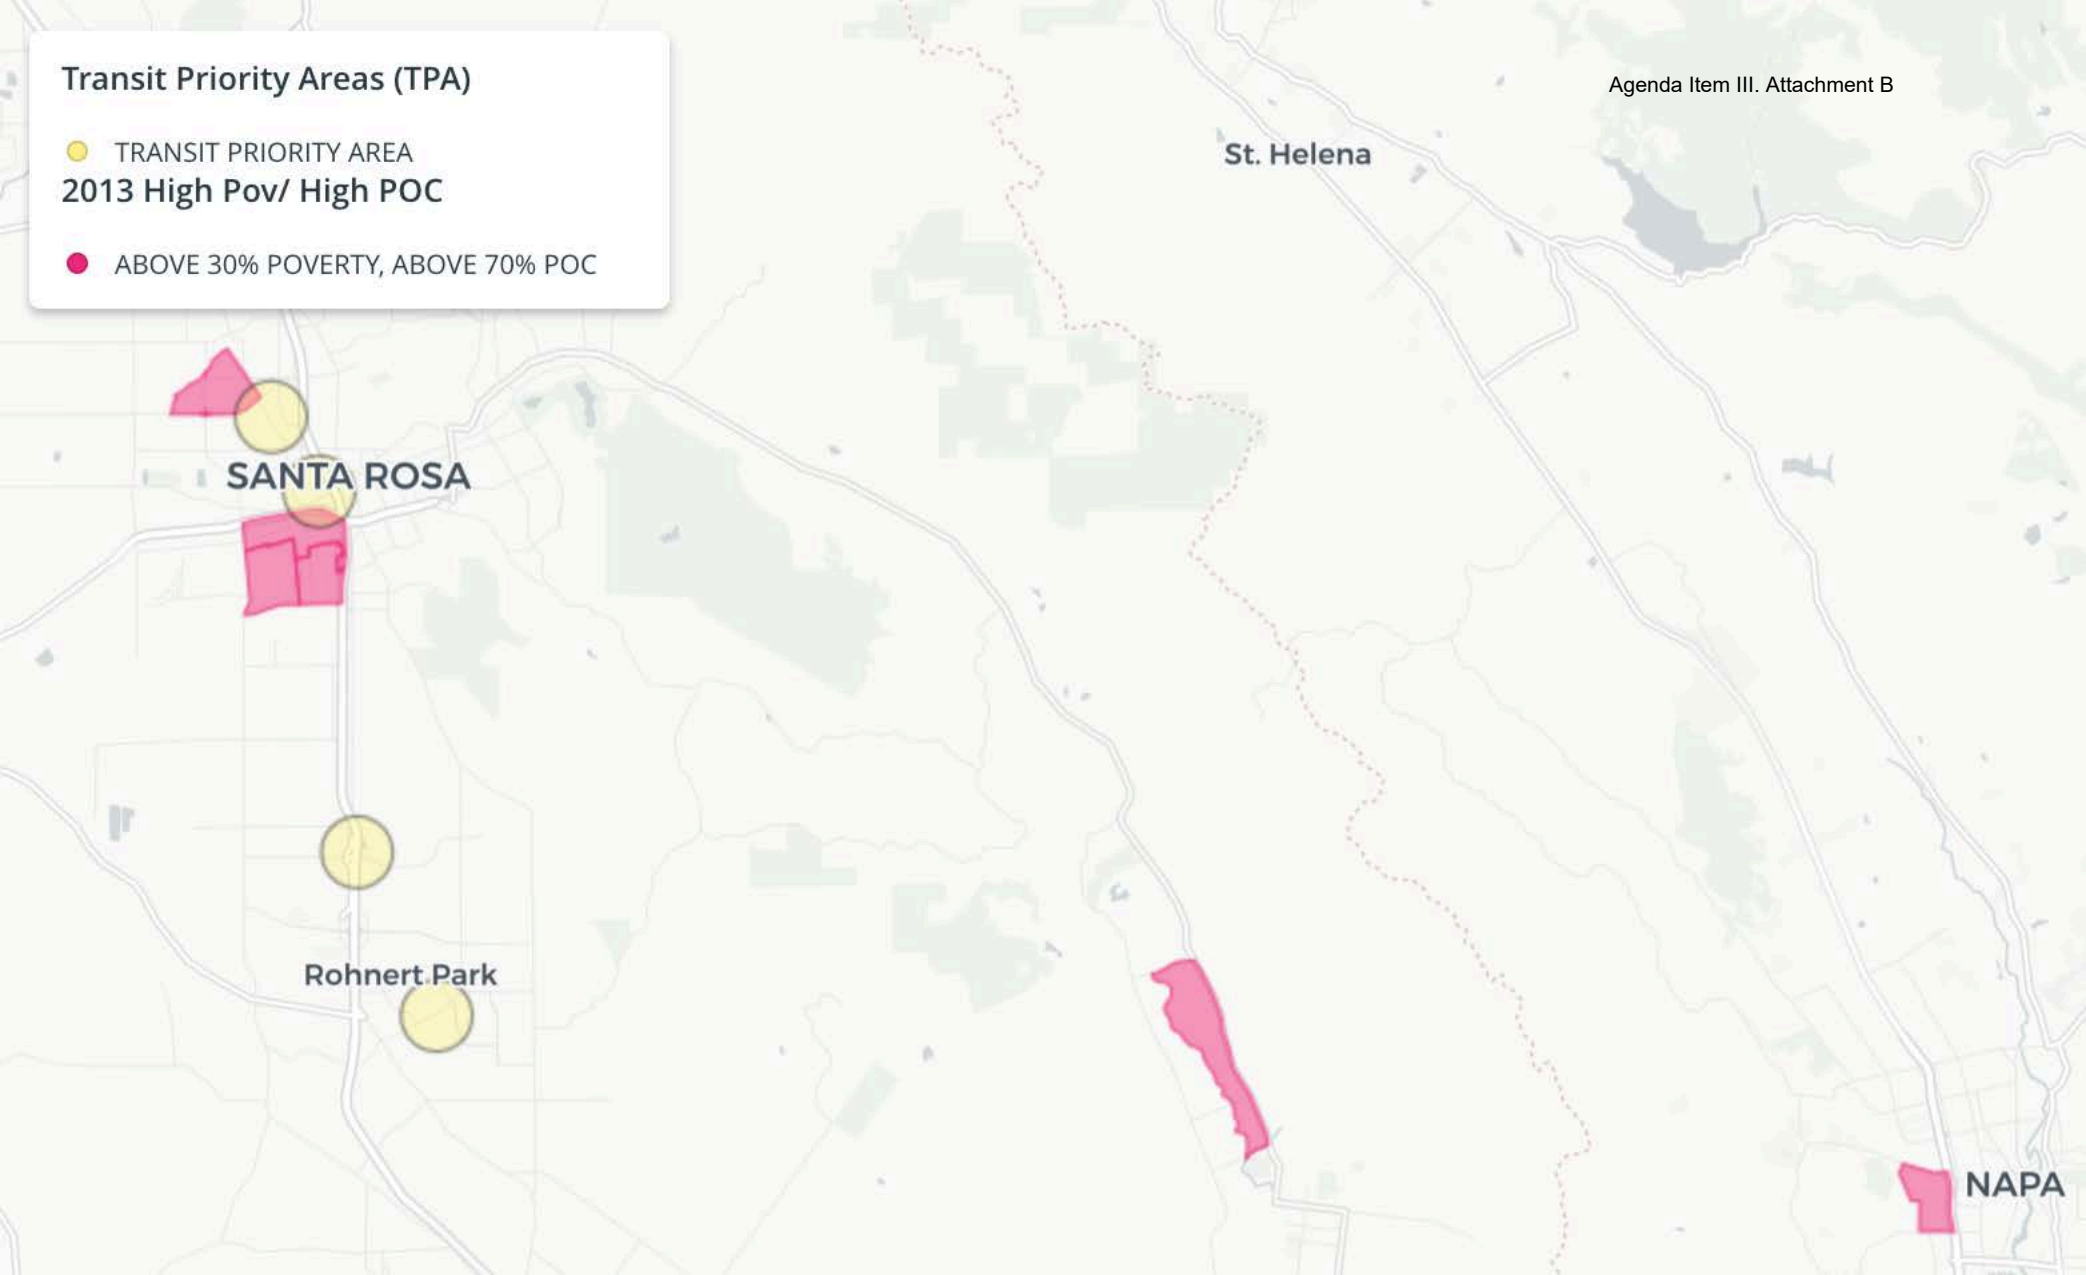 Transit Priority Areas (TPA)
TRANSIT PRIORITY AREA
2013 High Pov/ High POC
ABOVE 30% POVERTY, ABOVE 70% POC
Agenda Item III. Attachment B
St. Helena
SANTA ROSA
Rohnert Park
NAPA